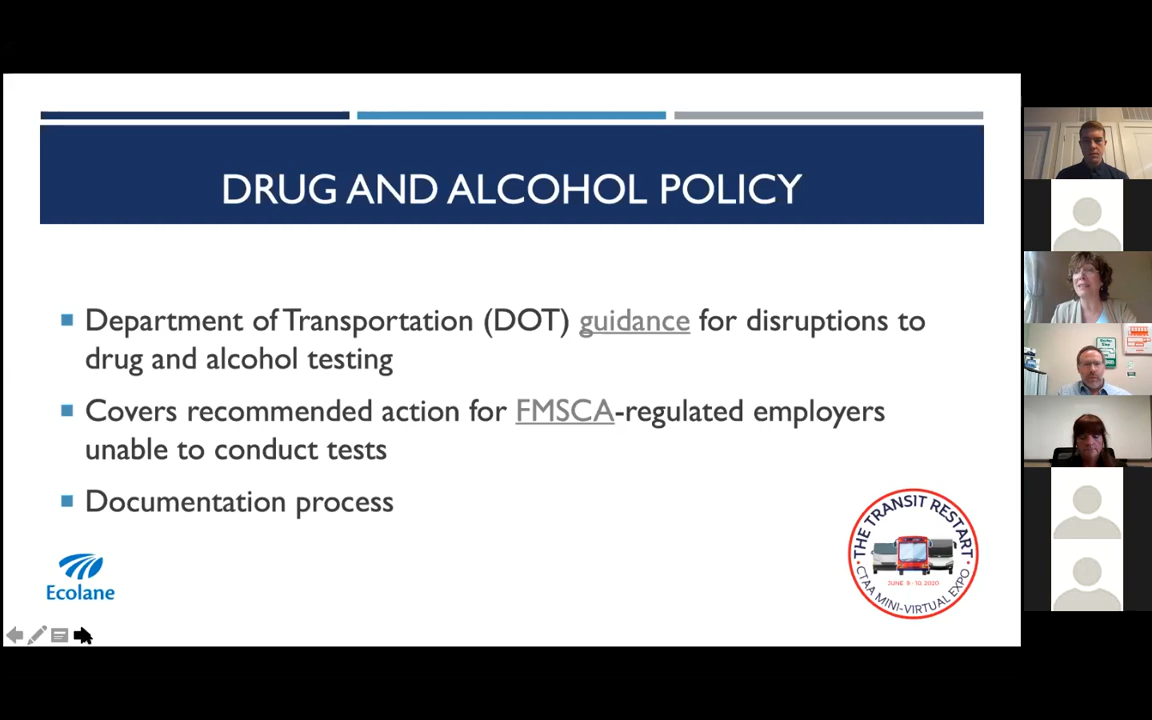 DRUG AND ALCOHOL POLICY
Department of Transportation (DOT) guidance for disruptions to
drug and alcohol testing
Covers recommended action for FMSCA-regulated employers
unable to conduct tests
Documentation process
Ecolane
THE TRANSIT RESTART
JUNE 8 - 10, 2020
CTAA MINI-VIRTUAL EXPO